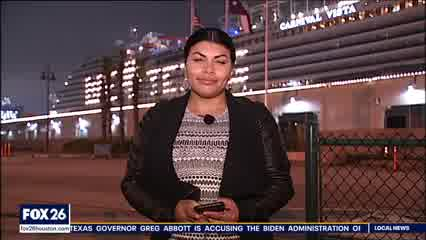 CARNIVAL VISTA
FOX 26
fox26houston.com
TEXAS GOVERNOR GREG ABBOTT IS ACCUSING THE BIDEN ADMINISTRATION OF
LOCAL NEWS